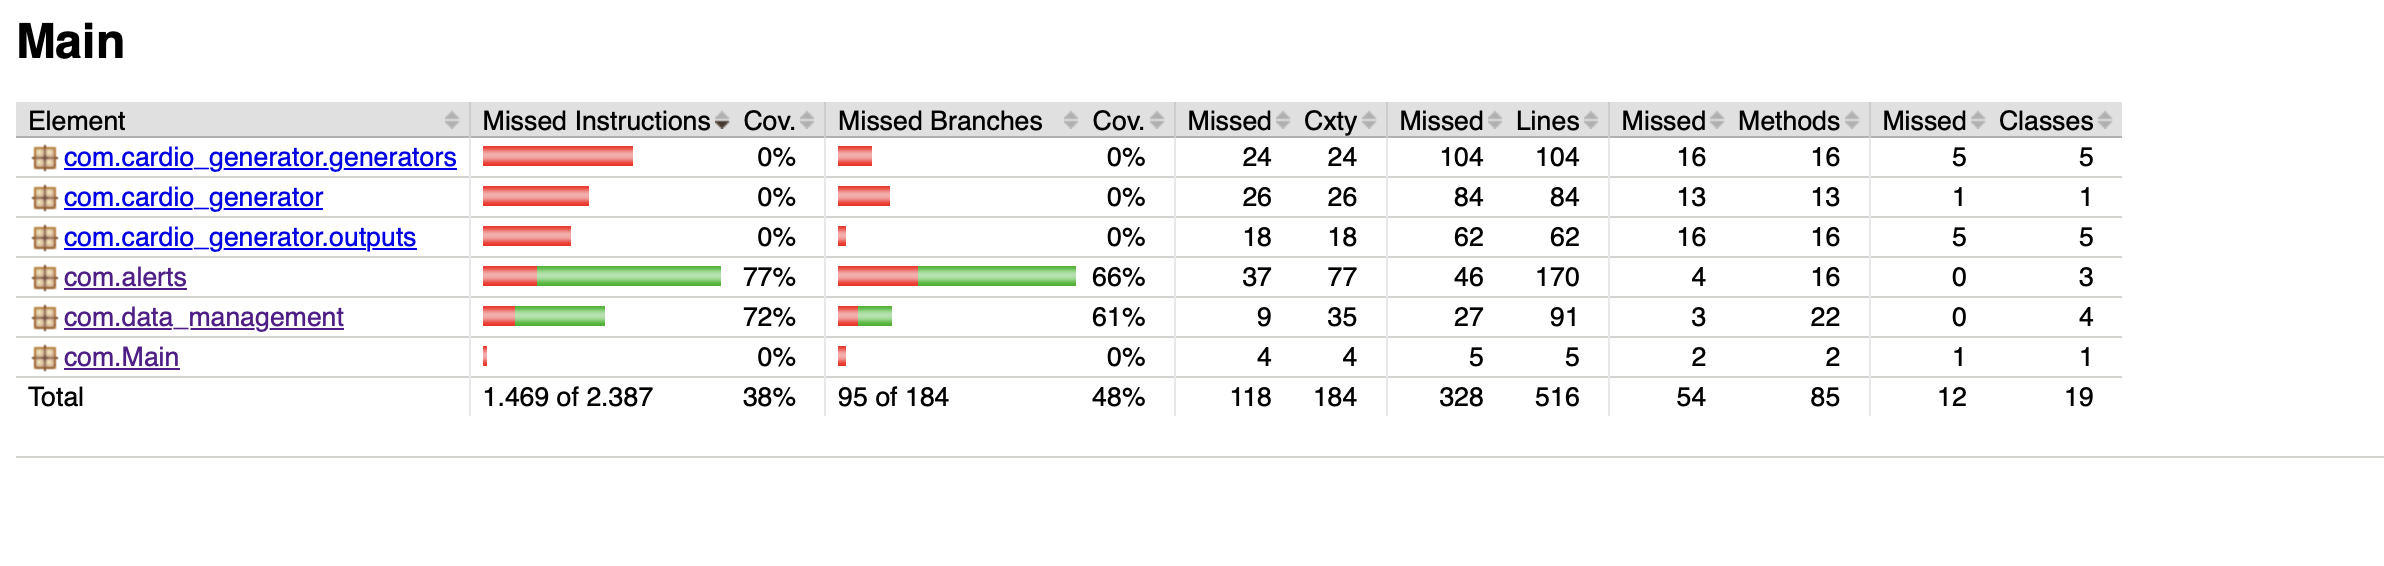 Main
Element Missed Instructions Cov. Missed Branches Cov. Missed Cxty Missed Lines Missed Methods Missed Classes
com.cardio_generator.generators 0% 0% 24 24 104 104 16 16 5 5
com.cardio_generator 0% 0% 26 26 84 84 13 13 1 1
com.cardio_generator.outputs 0% 0% 18 18 62 62 16 16 5 5
com.alerts 77% 66% 37 77 46 170 4 16 0 3
com.data_management 72% 61% 9 35 27 91 3 22 0 4
com.Main 0% 0% 4 4 5 5 2 2 1 1
Total 1.469 of 2.387 38% 95 of 184 48% 118 184 328 516 54 85 12 19